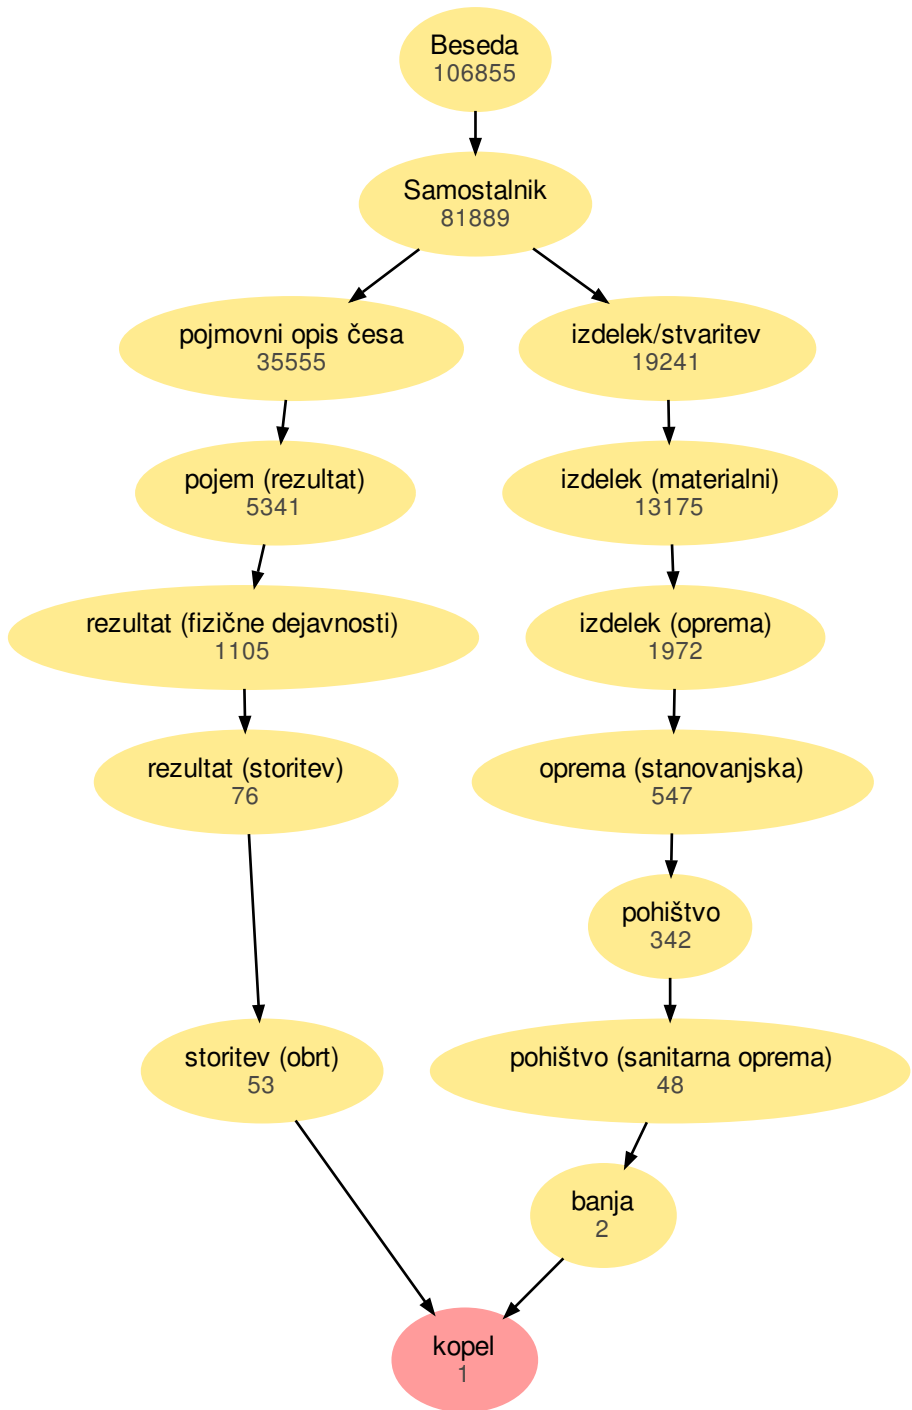 Beseda
106855
Samostalnik
81889
pojmovni opis česa
35555
izdelek/stvaritev
19241
pojem (rezultat)
5341
izdelek (materialni)
13175
rezultat (fizične dejavnosti)
1105
izdelek (oprema)
1972
rezultat (storitev)
76
oprema (stanovanjska)
547
pohištvo
342
storitev (obrt)
53
pohištvo (sanitarna oprema)
48
banja
2
kopel
1